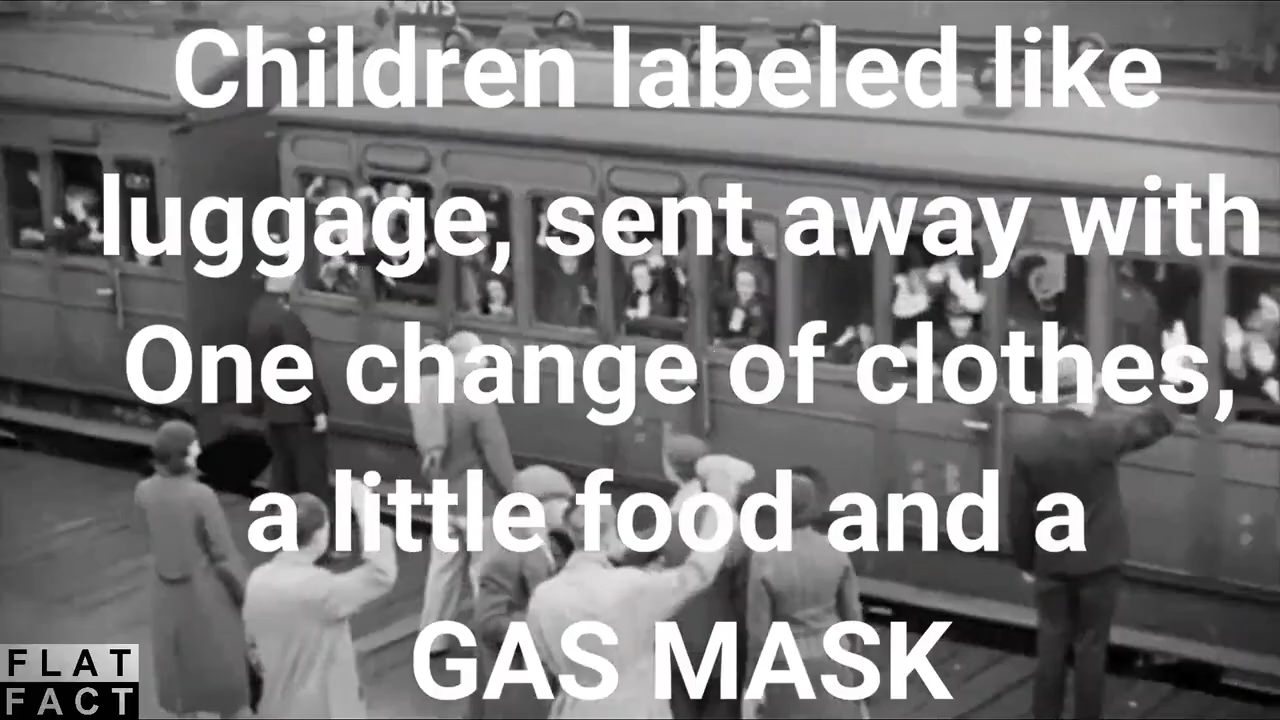 Children labeled like
luggage, sent away with
One change of clothes,
a little food and a
GAS MASK
FLAT
FACT